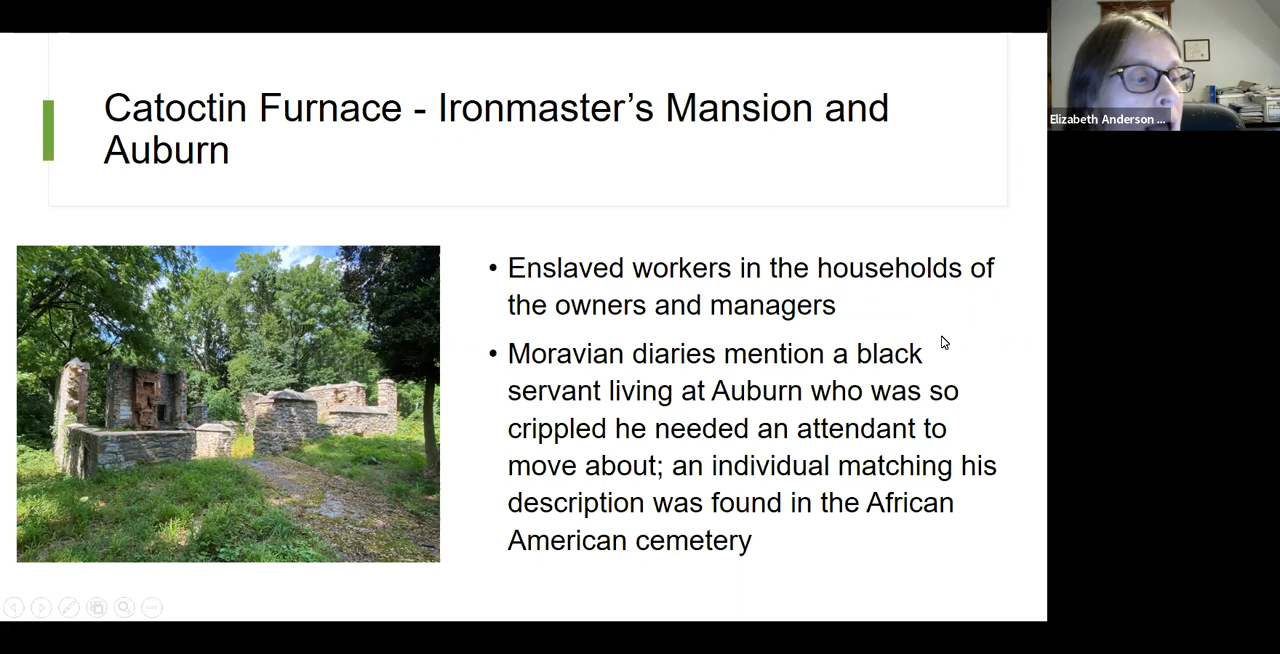 Catoctin Furnace - Ironmaster’s Mansion and
Auburn
• Enslaved workers in the households of
the owners and managers
• Moravian diaries mention a black
servant living at Auburn who was so
crippled he needed an attendant to
move about; an individual matching his
description was found in the African
American cemetery
Elizabeth Anderson ...